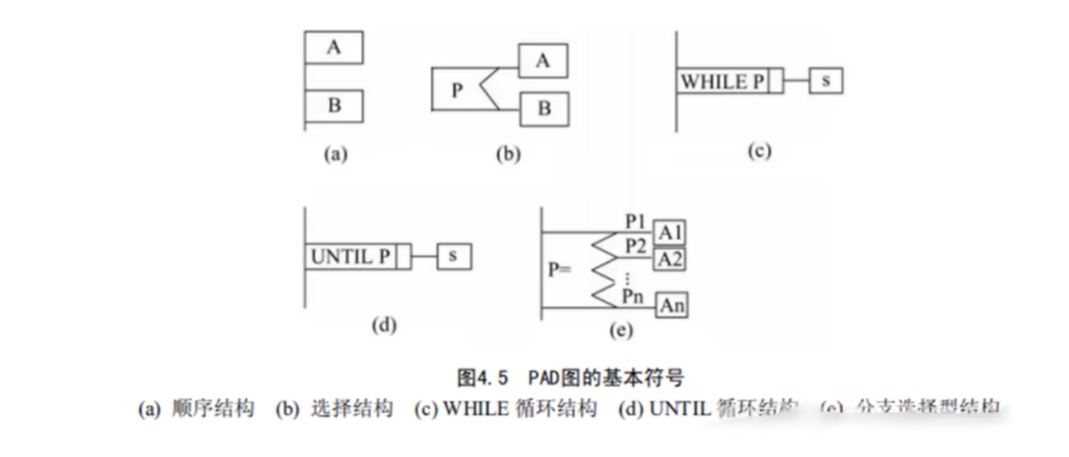 A
B
(a)
P
A
B
(b)
WHILE P
s
(c)
UNTIL P
s
(d)
P=
P1
A1
P2
A2
⋮
Pn
An
(e)
图4.5 PAD图的基本符号
(a) 顺序结构 (b) 选择结构 (c) WHILE 循环结构 (d) UNTIL 循环结构 (e) 分支选择型结构